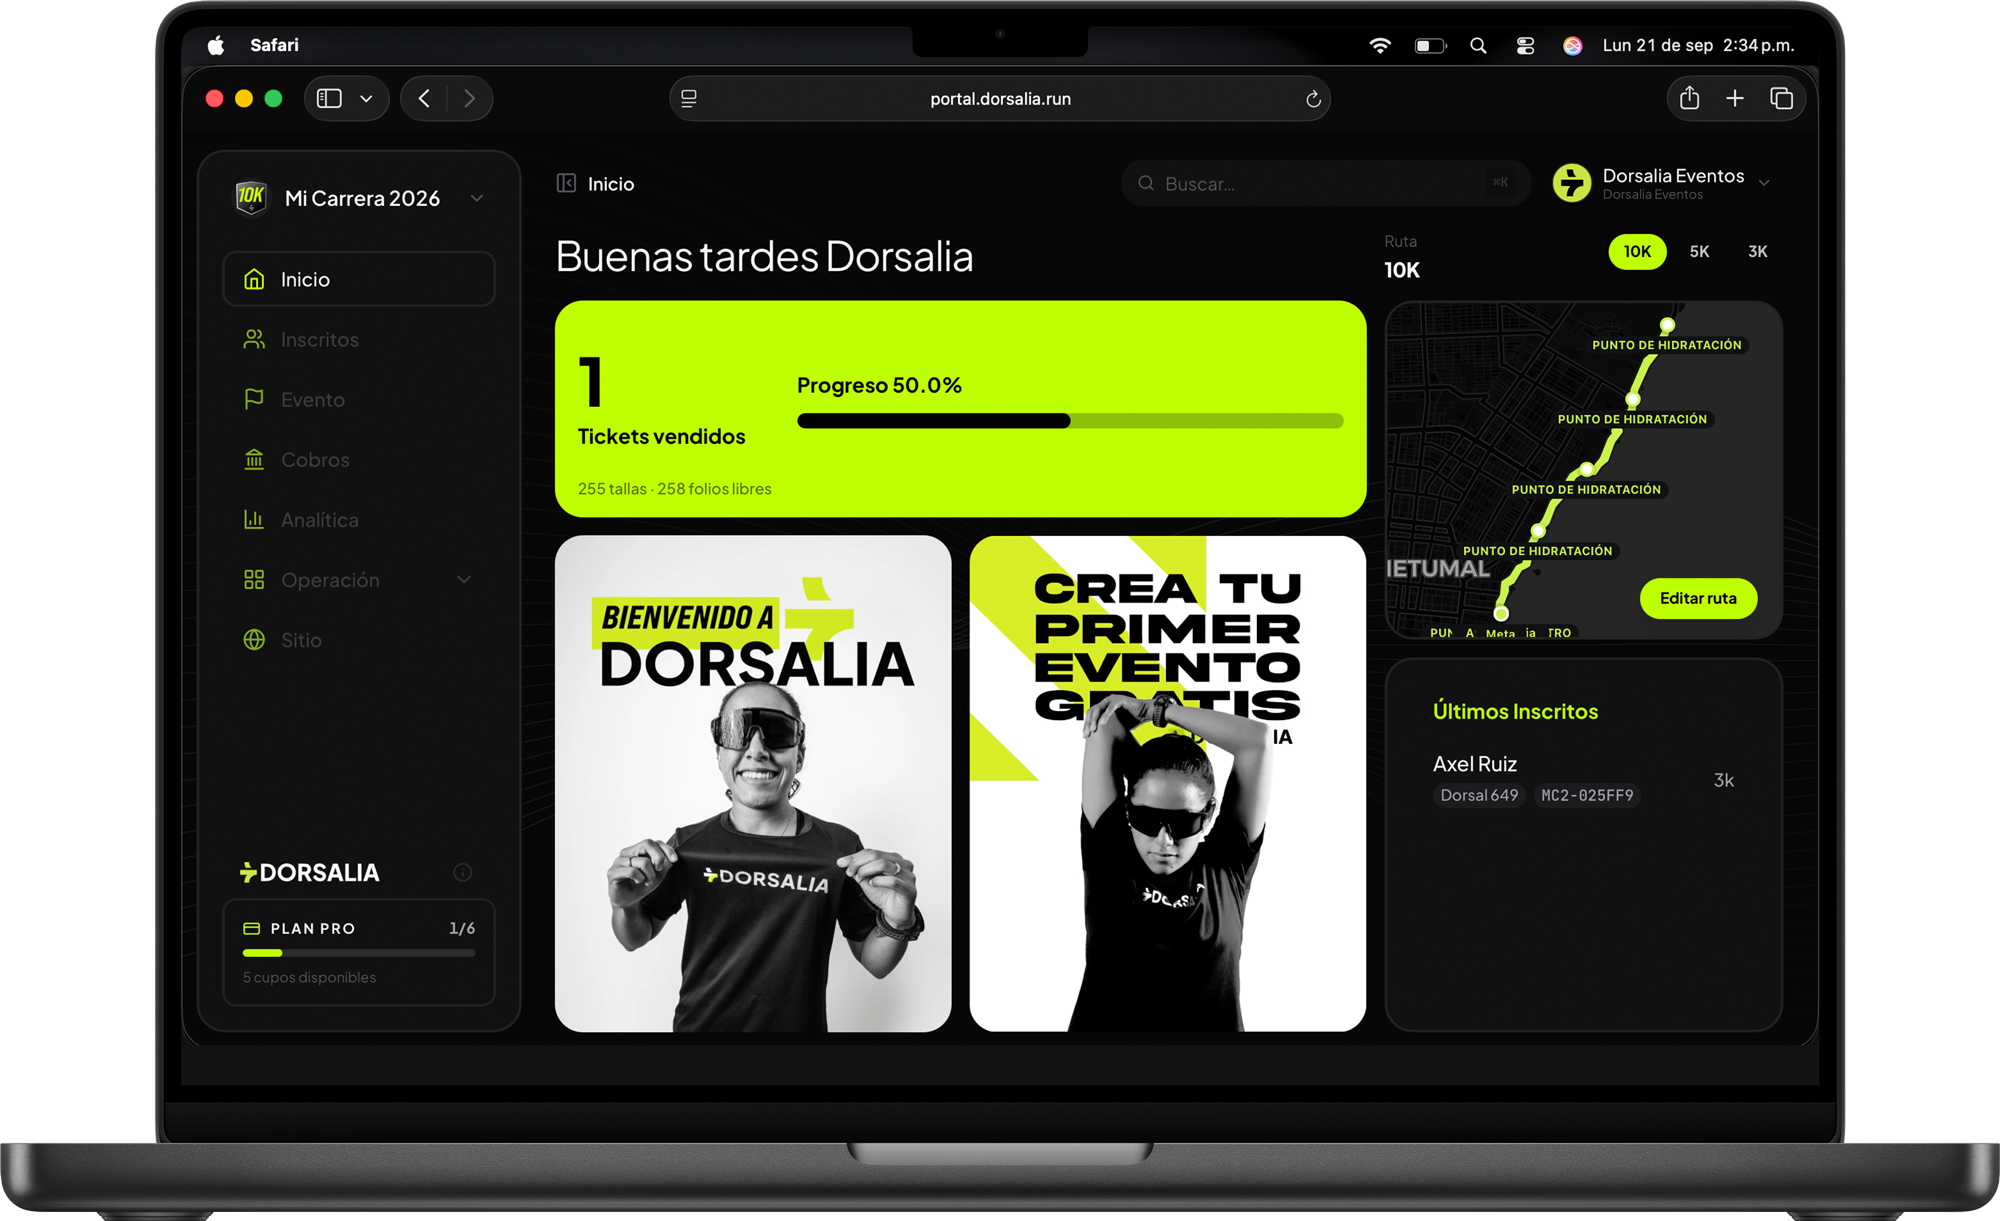 Safari
Lun 21 de sep 2:34 p.m.
portal.dorsalia.run
10K
Mi Carrera 2026
Inicio
Inscritos
Evento
Cobros
Analítica
Operación
Sitio
DORSALIA
PLAN PRO 1/6
5 cupos disponibles
Inicio
Buscar...
⌘K
Dorsalia Eventos
Dorsalia Eventos
Buenas tardes Dorsalia
1
Tickets vendidos
Progreso 50.0%
255 tallas · 258 folios libres
BIENVENIDO A
DORSALIA
DORSALIA
CREA TU
PRIMER
EVENTO
GRATIS
Ruta
10K
10K 5K 3K
PUNTO DE HIDRATACIÓN
PUNTO DE HIDRATACIÓN
PUNTO DE HIDRATACIÓN
PUNTO DE HIDRATACIÓN
IETUMAL
Meta
Editar ruta
Últimos Inscritos
Axel Ruiz
Dorsal 649 MC2-025FF9
3k